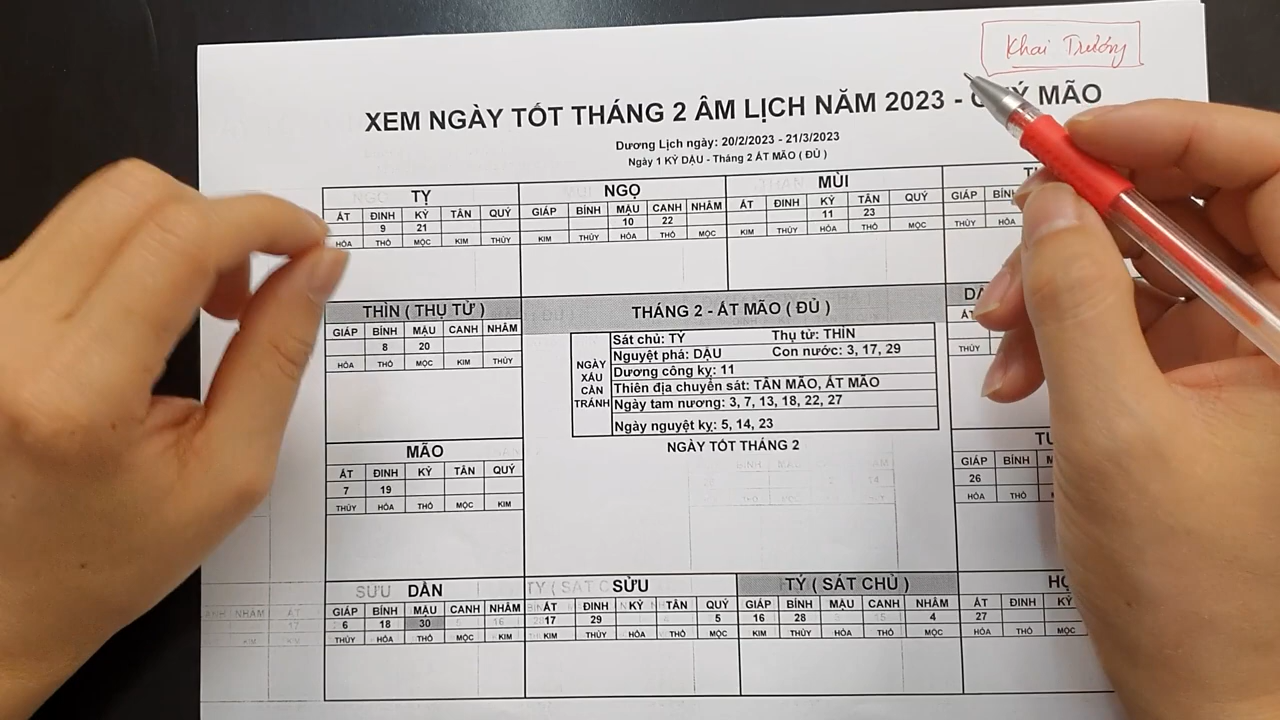 Khai Trương
XEM NGÀY TỐT THÁNG 2 ÂM LỊCH NĂM 2023 - QUÝ MÃO
Dương Lịch ngày: 20/2/2023 - 21/3/2023
Ngày 1 KỶ DẬU - Tháng 2 ẤT MÃO ( ĐỦ )
TỴ NGỌ MÙI
ẤT ĐINH KỶ TÂN QUÝ GIÁP BÍNH MẬU CANH NHÂM ẤT ĐINH KỶ TÂN QUÝ GIÁP BÍNH
9 21 10 22 11 23
HỎA THỔ MỘC KIM THỦY KIM THỦY HỎA THỔ MỘC KIM THỦY HỎA THỔ MỘC THỦY HỎA
THÌN ( THỤ TỬ ) THÁNG 2 - ẤT MÃO ( ĐỦ )
GIÁP BÍNH MẬU CANH NHÂM
8 20
HỎA THỔ MỘC KIM THỦY
THỦY
NGÀY XẤU CẦN TRÁNH
Sát chủ: TÝ Thụ tử: THÌN
Nguyệt phá: DẬU Con nước: 3, 17, 29
Dương công kỵ: 11
Thiên địa chuyển sát: TÂN MÃO, ẤT MÃO
Ngày tam nương: 3, 7, 13, 18, 22, 27
Ngày nguyệt kỵ: 5, 14, 23
NGÀY TỐT THÁNG 2
MÃO
ẤT ĐINH KỶ TÂN QUÝ
7 19
THỦY HỎA THỔ MỘC KIM
GIÁP BÍNH
26
HỎA THỔ
DẦN SỬU TÝ ( SÁT CHỦ )
GIÁP BÍNH MẬU CANH NHÂM ẤT ĐINH KỶ TÂN QUÝ GIÁP BÍNH MẬU CANH NHÂM ẤT ĐINH KỶ
6 18 30 17 29 5 16 28 4 27
THỦY HỎA THỔ MỘC KIM KIM THỦY HỎA THỔ MỘC KIM THỦY HỎA THỔ MỘC HỎA THỔ MỘC